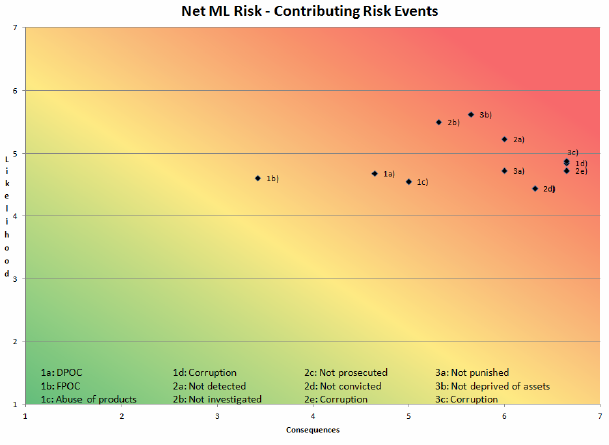 Net ML Risk - Contributing Risk Events
7
6
5
4
3
2
1
Likelihood
3b)
2b)
2a)
3c)
1d)
2e)
3a)
1a)
1b)
1c)
2d)
1a: DPOC 1d: Corruption 2c: Not prosecuted 3a: Not punished
1b: FPOC 2a: Not detected 2d: Not convicted 3b: Not deprived of assets
1c: Abuse of products 2b: Not investigated 2e: Corruption 3c: Corruption
1 2 3 4 5 6 7
Consequences